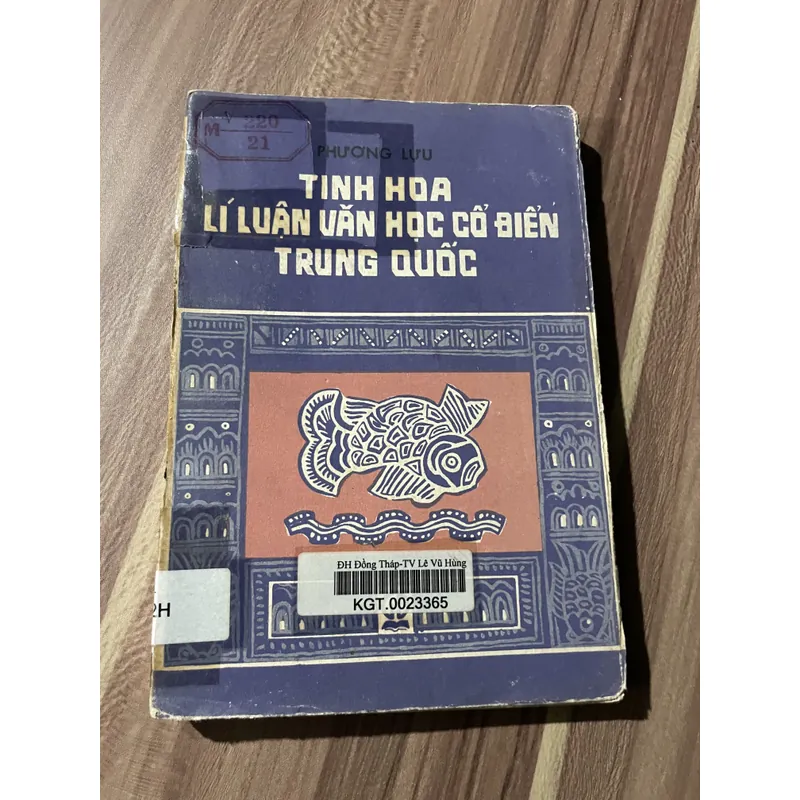 V 220
M 21
PHƯƠNG LỰU
TINH HOA
LÍ LUẬN VĂN HỌC CỔ ĐIỂN
TRUNG QUỐC
ĐH Đồng Tháp-TV Lê Vũ Hùng
KGT.0023365
2H